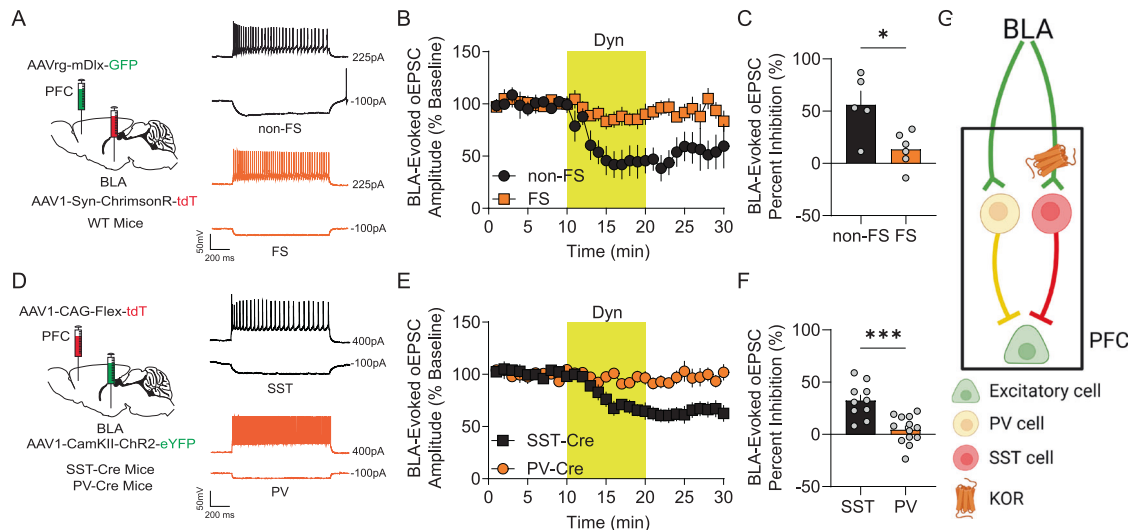 A
AAVrg-mDlx-GFP
PFC
BLA
AAV1-Syn-ChrimsonR-tdT
WT Mice
225pA
-100pA
non-FS
225pA
-100pA
FS
50mV
200 ms
B
Dyn
BLA-Evoked oEPSC
Amplitude (% Baseline)
150
100
50
0
non-FS
FS
0 5 10 15 20 25 30
Time (min)
C
*
BLA-Evoked oEPSC
Percent Inhibition (%)
100
50
0
-50
non-FS FS
G
BLA
PFC
Excitatory cell
PV cell
SST cell
KOR
D
AAV1-CAG-Flex-tdT
PFC
BLA
AAV1-CamKII-ChR2-eYFP
SST-Cre Mice
PV-Cre Mice
400pA
-100pA
SST
400pA
-100pA
PV
50mV
200 ms
E
Dyn
BLA-Evoked oEPSC
Amplitude (% Baseline)
150
100
50
0
SST-Cre
PV-Cre
0 5 10 15 20 25 30
Time (min)
F
***
BLA-Evoked oEPSC
Percent Inhibition (%)
100
50
0
-50
SST PV